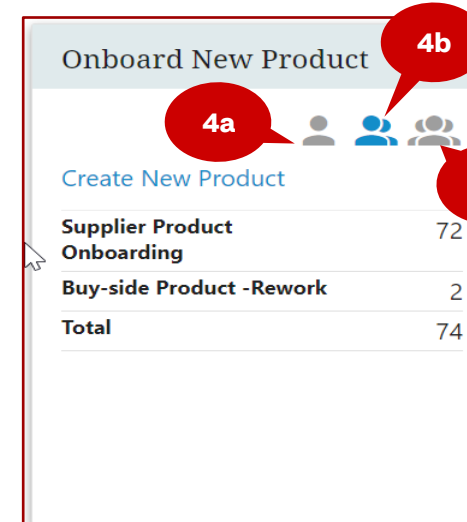 Onboard New Product
4b
4a
Create New Product
Supplier Product
Onboarding
72
Buy-side Product -Rework
2
Total
74